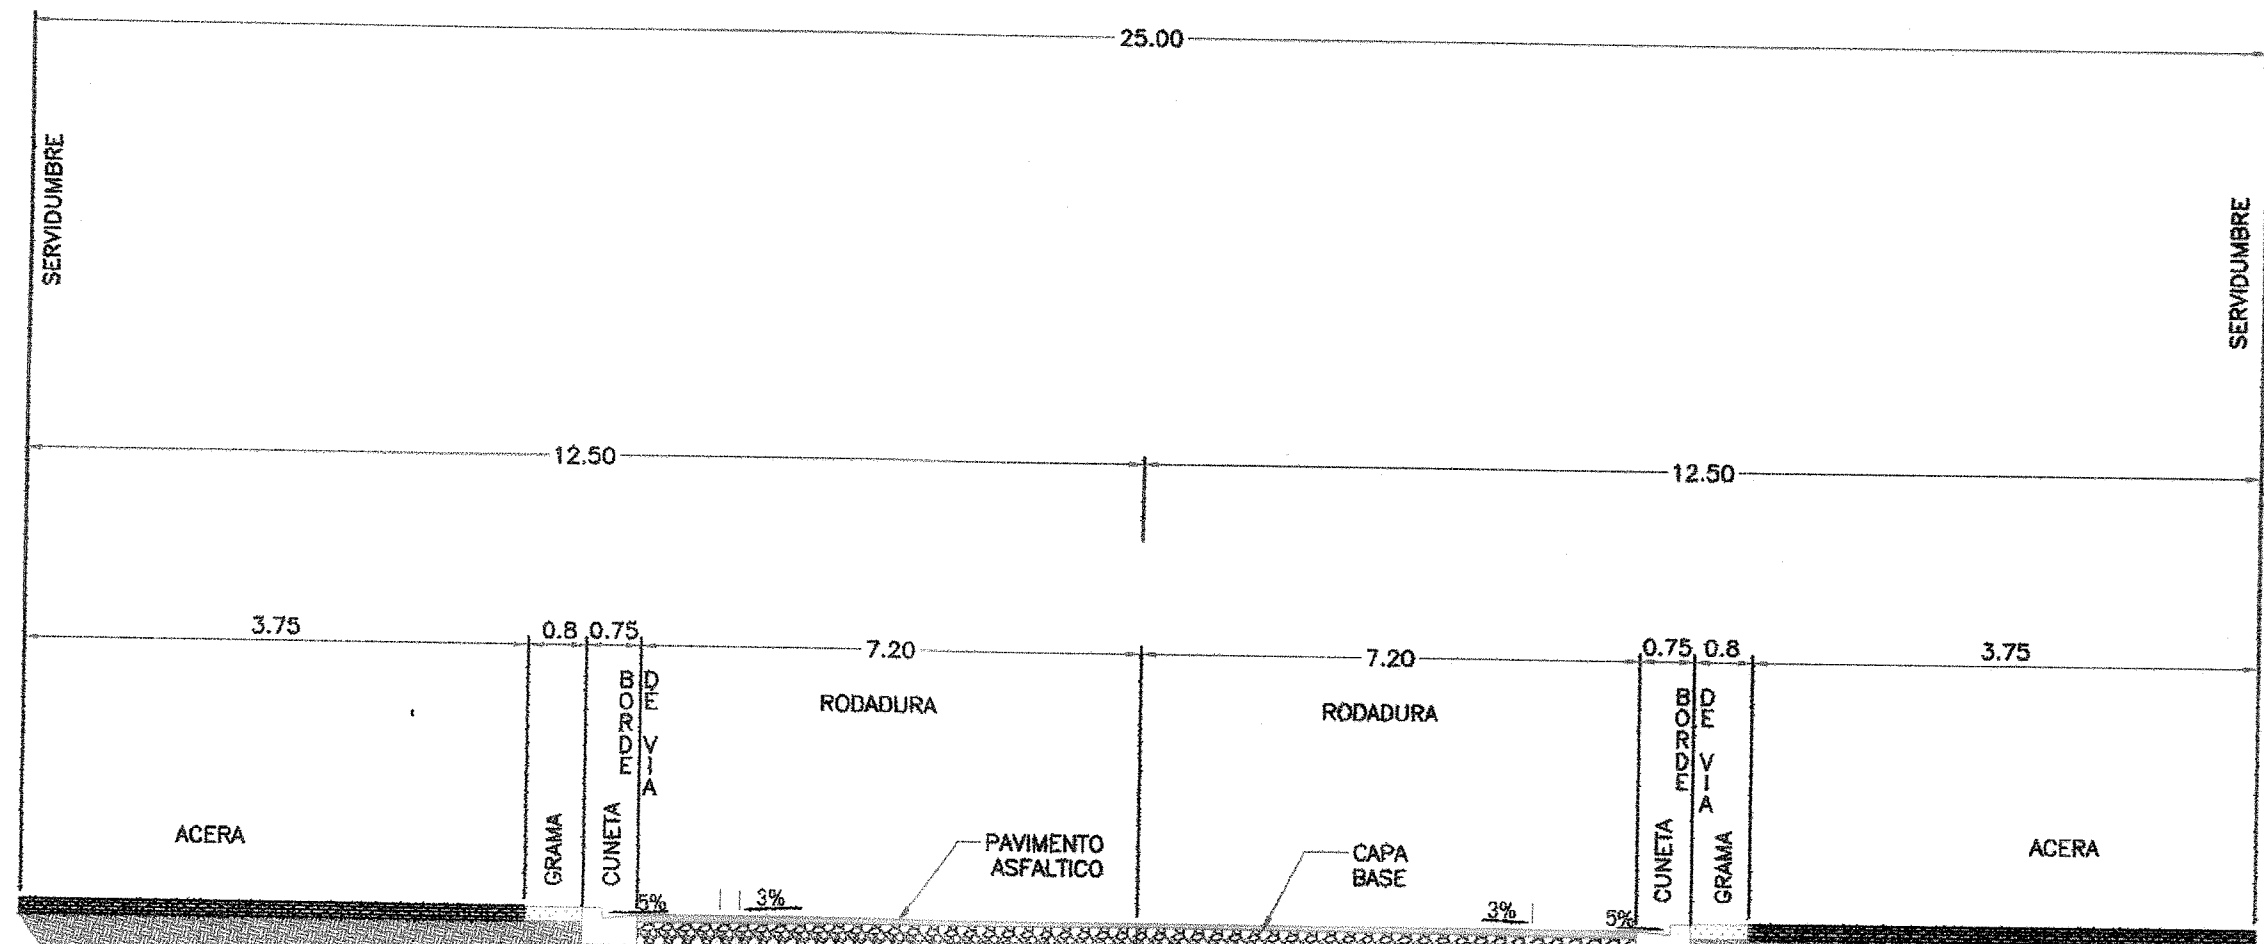 25.00
SERVIDUMBRE
SERVIDUMBRE
12.50
12.50
3.75
0.8
0.75
7.20
7.20
0.75
0.8
3.75
BORDE
DE VIA
RODADURA
RODADURA
BORDE
DE VIA
ACERA
GRAMA
CUNETA
PAVIMENTO
ASFALTICO
CAPA
BASE
CUNETA
GRAMA
ACERA
5%
3%
3%
5%